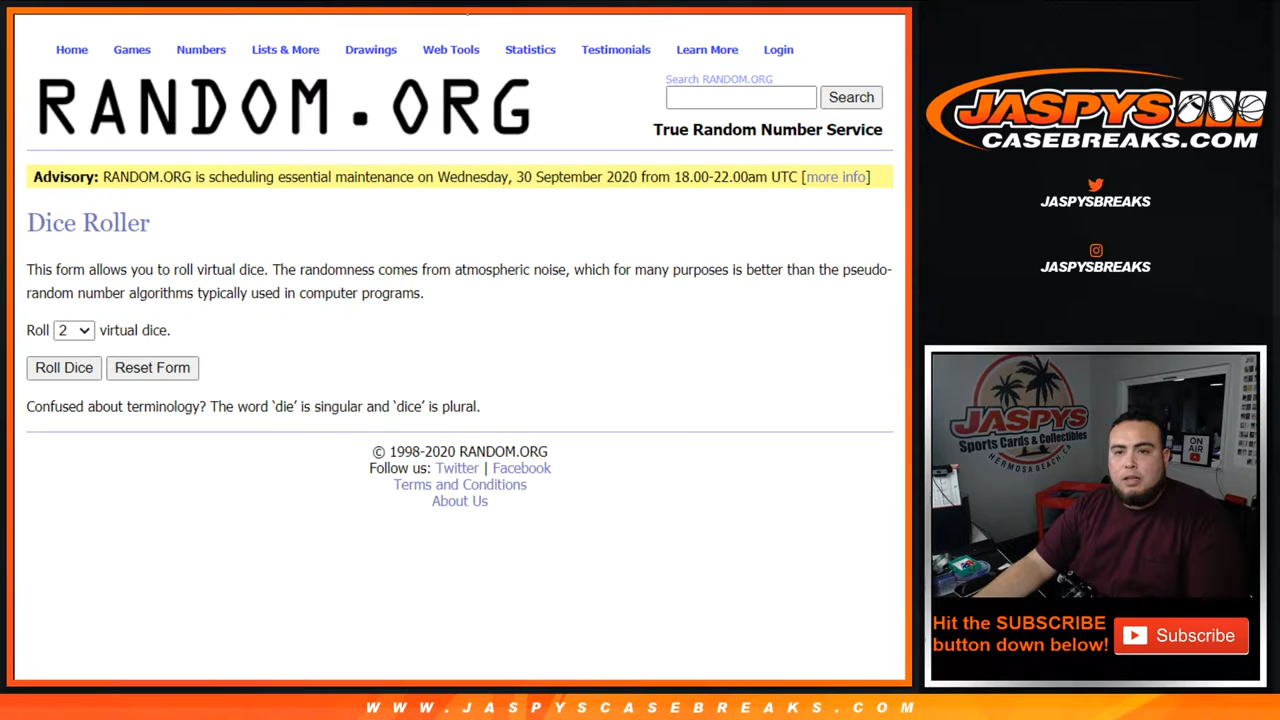 Home Games Numbers Lists & More Drawings Web Tools Statistics Testimonials Learn More Login
RANDOM.ORG
Search RANDOM.ORG
Search
True Random Number Service
Advisory: RANDOM.ORG is scheduling essential maintenance on Wednesday, 30 September 2020 from 18.00-22.00am UTC [more info]
Dice Roller
This form allows you to roll virtual dice. The randomness comes from atmospheric noise, which for many purposes is better than the pseudo-
random number algorithms typically used in computer programs.
Roll 2 virtual dice.
Roll Dice Reset Form
Confused about terminology? The word ‘die’ is singular and ‘dice’ is plural.
© 1998-2020 RANDOM.ORG
Follow us: Twitter | Facebook
Terms and Conditions
About Us
JASPYS
CASEBREAKS.COM
JASPYSBREAKS
JASPYSBREAKS
JASPYS
Sports Cards & Collectibles
HERMOSA BEACH, CA
ON
AIR
Hit the SUBSCRIBE
button down below!
Subscribe
WWW.JASPYSCASEBREAKS.COM